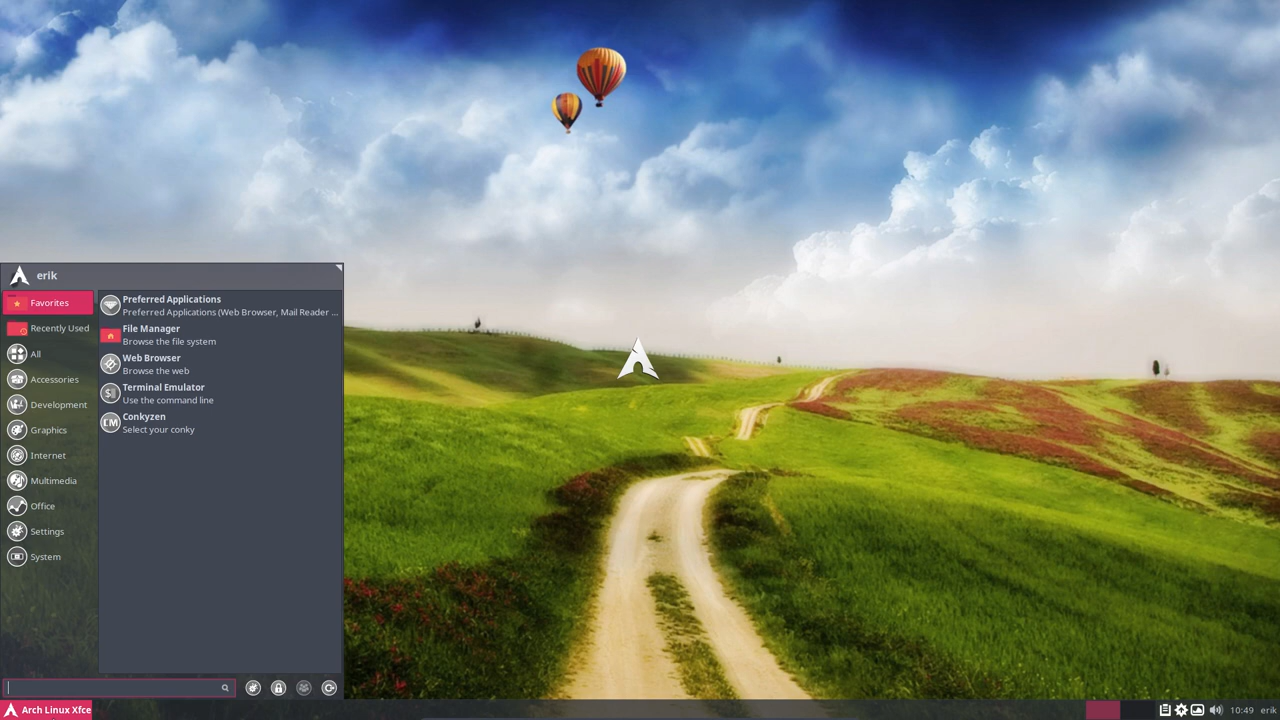 erik
Favorites
Recently Used
All
Accessories
Development
Graphics
Internet
Multimedia
Office
Settings
System
Preferred Applications
Preferred Applications (Web Browser, Mail Reader ...
File Manager
Browse the file system
Web Browser
Browse the web
Terminal Emulator
Use the command line
CM
Conkyzen
Select your conky
Arch Linux Xfce
10:49 erik